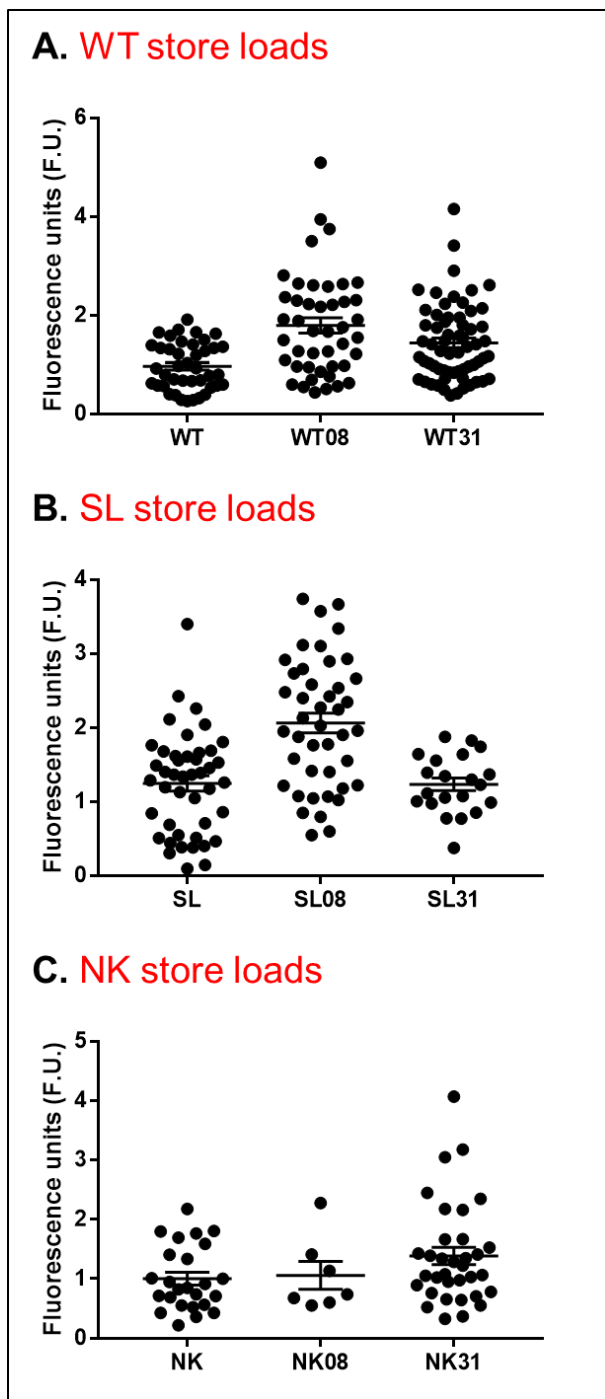 A. WT store loads
Fluorescence units (F.U.)
6
4
2
0
WT WT08 WT31
B. SL store loads
Fluorescence units (F.U.)
4
3
2
1
0
SL SL08 SL31
C. NK store loads
Fluorescence units (F.U.)
5
4
3
2
1
0
NK NK08 NK31